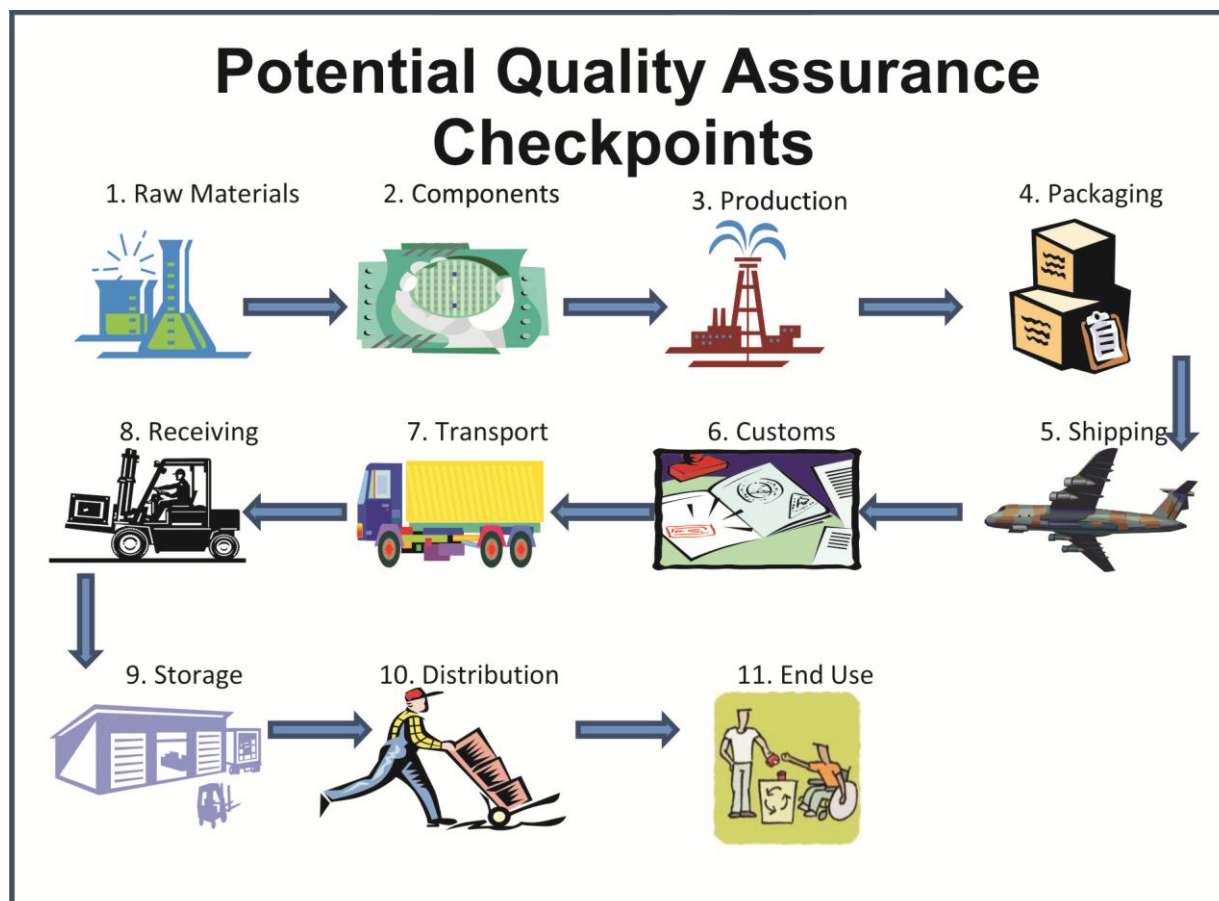 Potential Quality Assurance
Checkpoints
1. Raw Materials
2. Components
3. Production
4. Packaging
5. Shipping
6. Customs
7. Transport
8. Receiving
9. Storage
10. Distribution
11. End Use